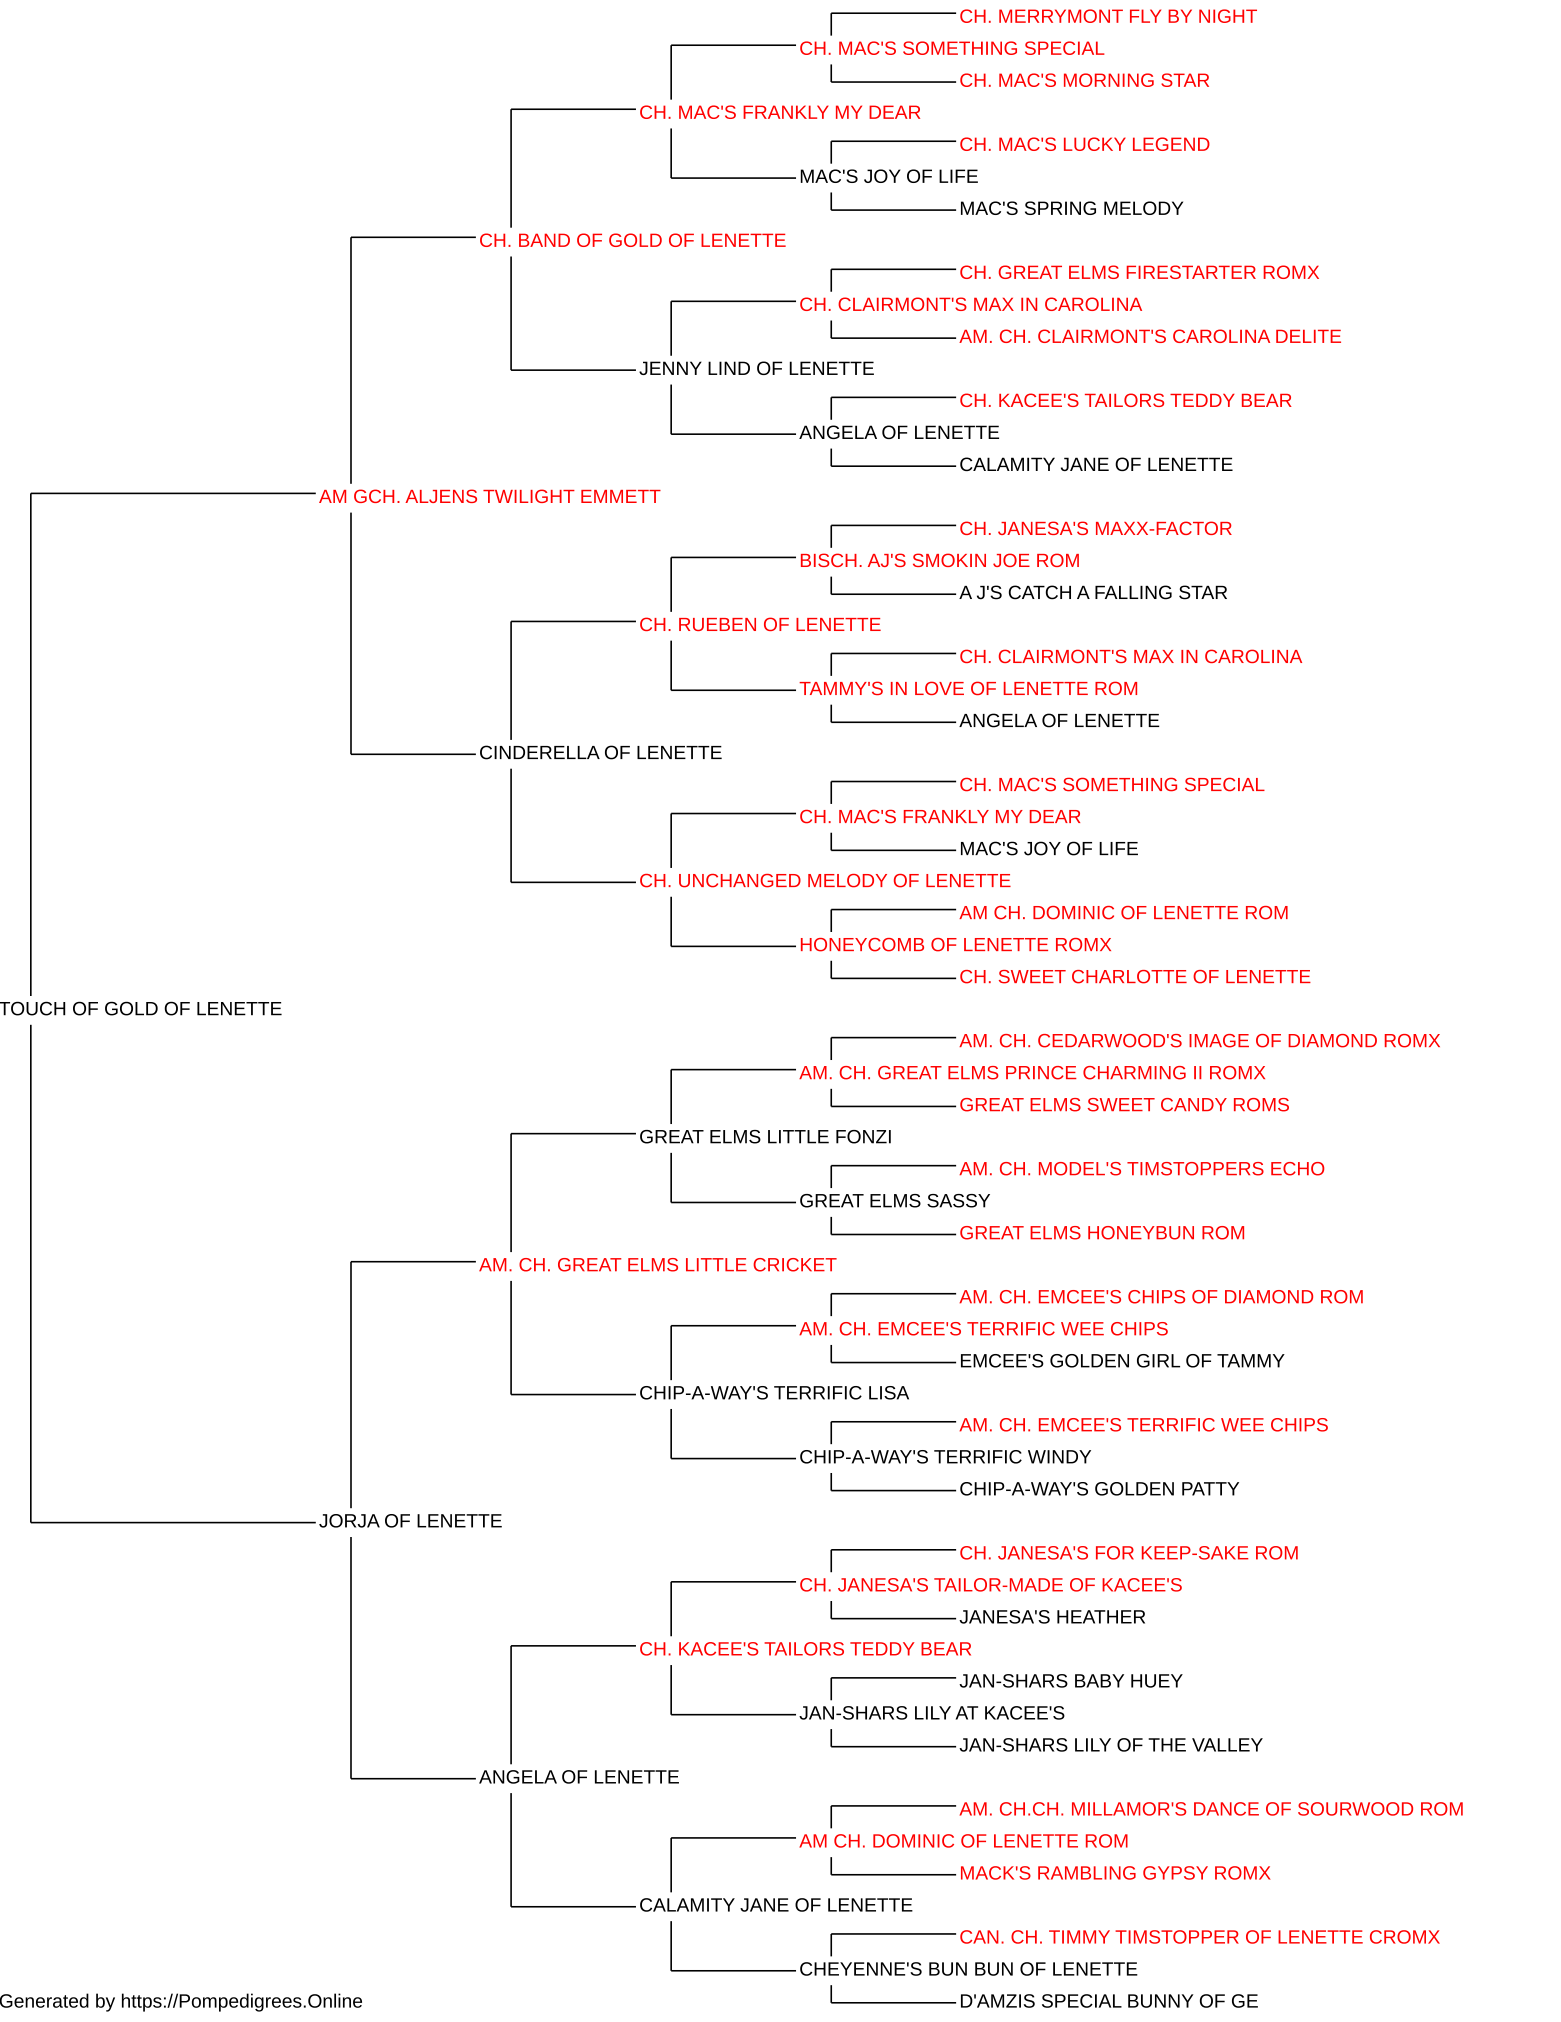 CH. MERRYMONT FLY BY NIGHT
CH. MAC'S SOMETHING SPECIAL
CH. MAC'S MORNING STAR
CH. MAC'S FRANKLY MY DEAR
CH. MAC'S LUCKY LEGEND
MAC'S JOY OF LIFE
MAC'S SPRING MELODY
CH. BAND OF GOLD OF LENETTE
CH. GREAT ELMS FIRESTARTER ROMX
CH. CLAIRMONT'S MAX IN CAROLINA
AM. CH. CLAIRMONT'S CAROLINA DELITE
JENNY LIND OF LENETTE
CH. KACEE'S TAILORS TEDDY BEAR
ANGELA OF LENETTE
CALAMITY JANE OF LENETTE
AM GCH. ALJENS TWILIGHT EMMETT
CH. JANESA'S MAXX-FACTOR
BISCH. AJ'S SMOKIN JOE ROM
A J'S CATCH A FALLING STAR
CH. RUEBEN OF LENETTE
CH. CLAIRMONT'S MAX IN CAROLINA
TAMMY'S IN LOVE OF LENETTE ROM
ANGELA OF LENETTE
CINDERELLA OF LENETTE
CH. MAC'S SOMETHING SPECIAL
CH. MAC'S FRANKLY MY DEAR
MAC'S JOY OF LIFE
CH. UNCHANGED MELODY OF LENETTE
AM CH. DOMINIC OF LENETTE ROM
HONEYCOMB OF LENETTE ROMX
CH. SWEET CHARLOTTE OF LENETTE
TOUCH OF GOLD OF LENETTE
AM. CH. CEDARWOOD'S IMAGE OF DIAMOND ROMX
AM. CH. GREAT ELMS PRINCE CHARMING II ROMX
GREAT ELMS SWEET CANDY ROMS
GREAT ELMS LITTLE FONZI
AM. CH. MODEL'S TIMSTOPPERS ECHO
GREAT ELMS SASSY
GREAT ELMS HONEYBUN ROM
AM. CH. GREAT ELMS LITTLE CRICKET
AM. CH. EMCEE'S CHIPS OF DIAMOND ROM
AM. CH. EMCEE'S TERRIFIC WEE CHIPS
EMCEE'S GOLDEN GIRL OF TAMMY
CHIP-A-WAY'S TERRIFIC LISA
AM. CH. EMCEE'S TERRIFIC WEE CHIPS
CHIP-A-WAY'S TERRIFIC WINDY
CHIP-A-WAY'S GOLDEN PATTY
JORJA OF LENETTE
CH. JANESA'S FOR KEEP-SAKE ROM
CH. JANESA'S TAILOR-MADE OF KACEE'S
JANESA'S HEATHER
CH. KACEE'S TAILORS TEDDY BEAR
JAN-SHARS BABY HUEY
JAN-SHARS LILY AT KACEE'S
JAN-SHARS LILY OF THE VALLEY
ANGELA OF LENETTE
AM. CH.CH. MILLAMOR'S DANCE OF SOURWOOD ROM
AM CH. DOMINIC OF LENETTE ROM
MACK'S RAMBLING GYPSY ROMX
CALAMITY JANE OF LENETTE
CAN. CH. TIMMY TIMSTOPPER OF LENETTE CROMX
CHEYENNE'S BUN BUN OF LENETTE
D'AMZIS SPECIAL BUNNY OF GE
Generated by https://Pompedigrees.Online